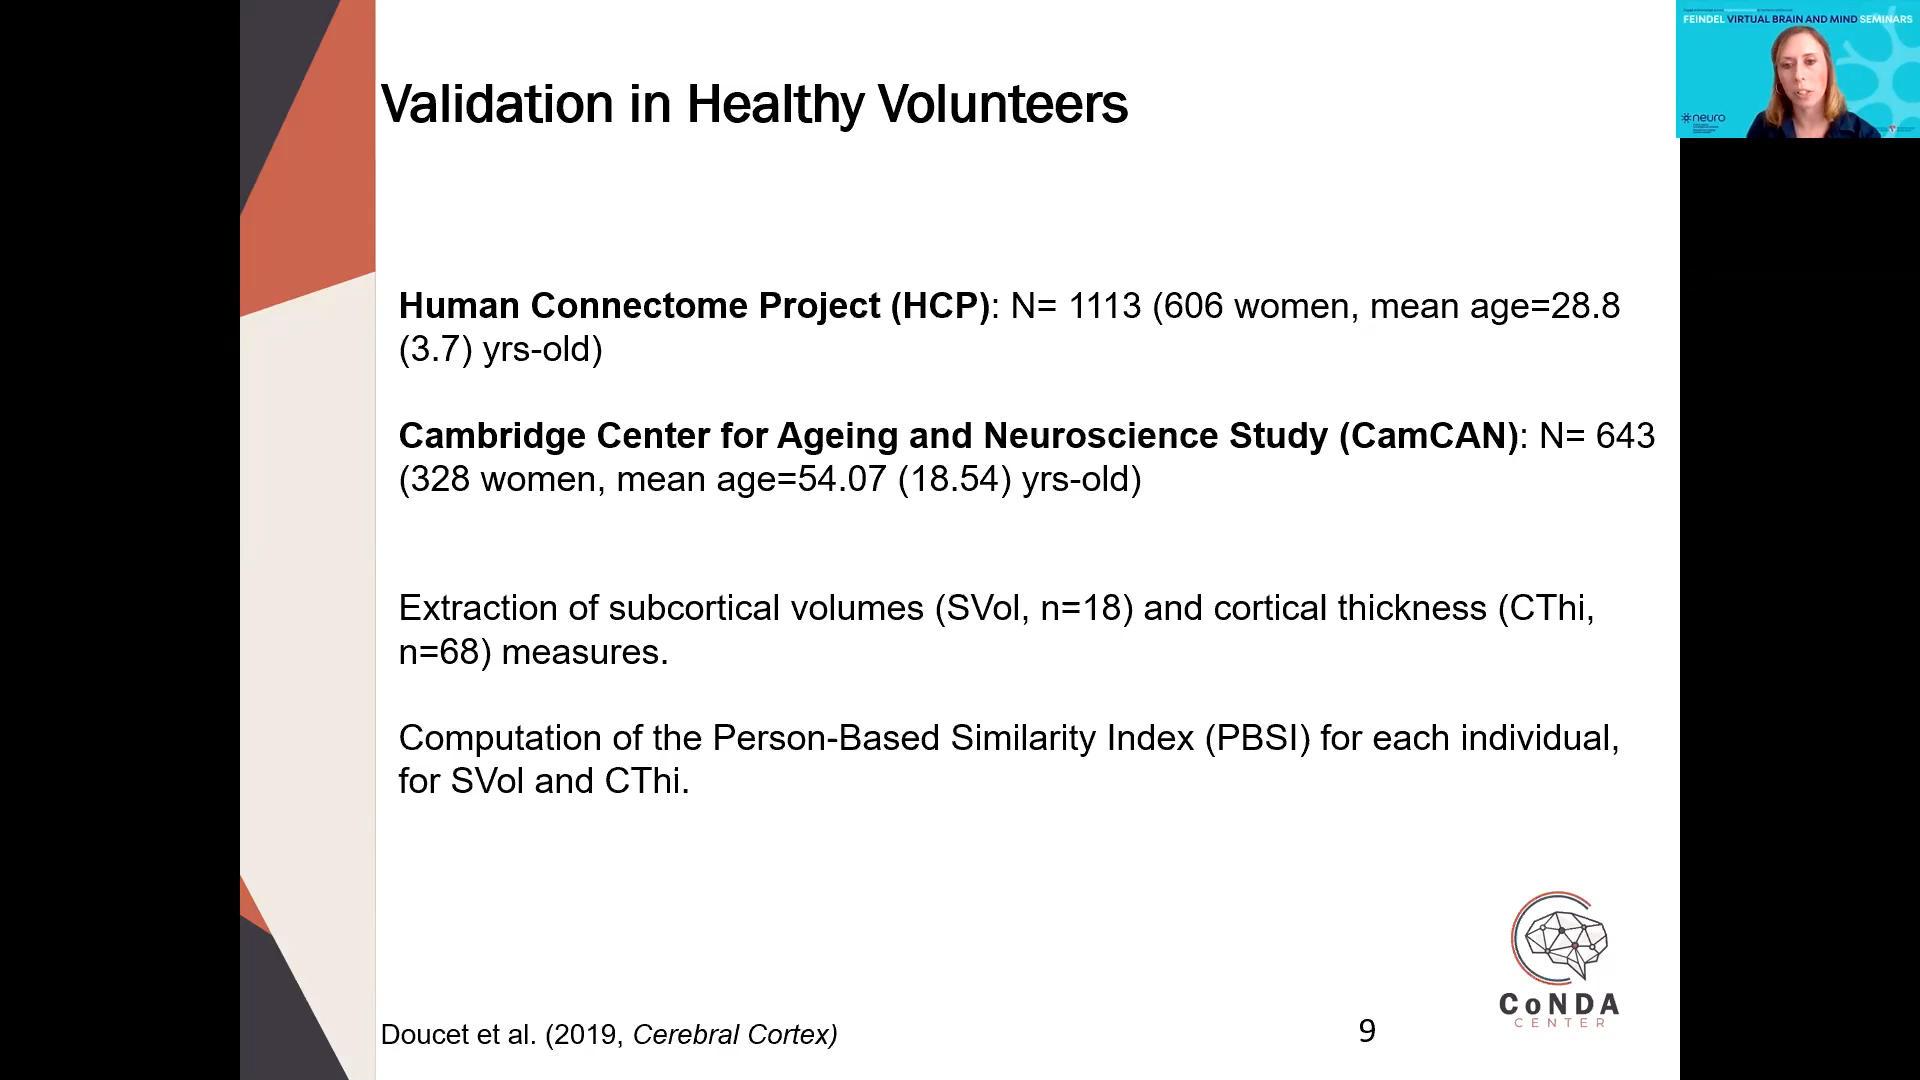 Validation in Healthy Volunteers
FEINDEL VIRTUAL BRAIN AND MIND SEMINARS
neuro
Human Connectome Project (HCP): N= 1113 (606 women, mean age=28.8
(3.7) yrs-old)
Cambridge Center for Ageing and Neuroscience Study (CamCAN): N= 643
(328 women, mean age=54.07 (18.54) yrs-old)
Extraction of subcortical volumes (SVol, n=18) and cortical thickness (CThi,
n=68) measures.
Computation of the Person-Based Similarity Index (PBSI) for each individual,
for SVol and CThi.
CoNDA
CENTER
Doucet et al. (2019, Cerebral Cortex)
9